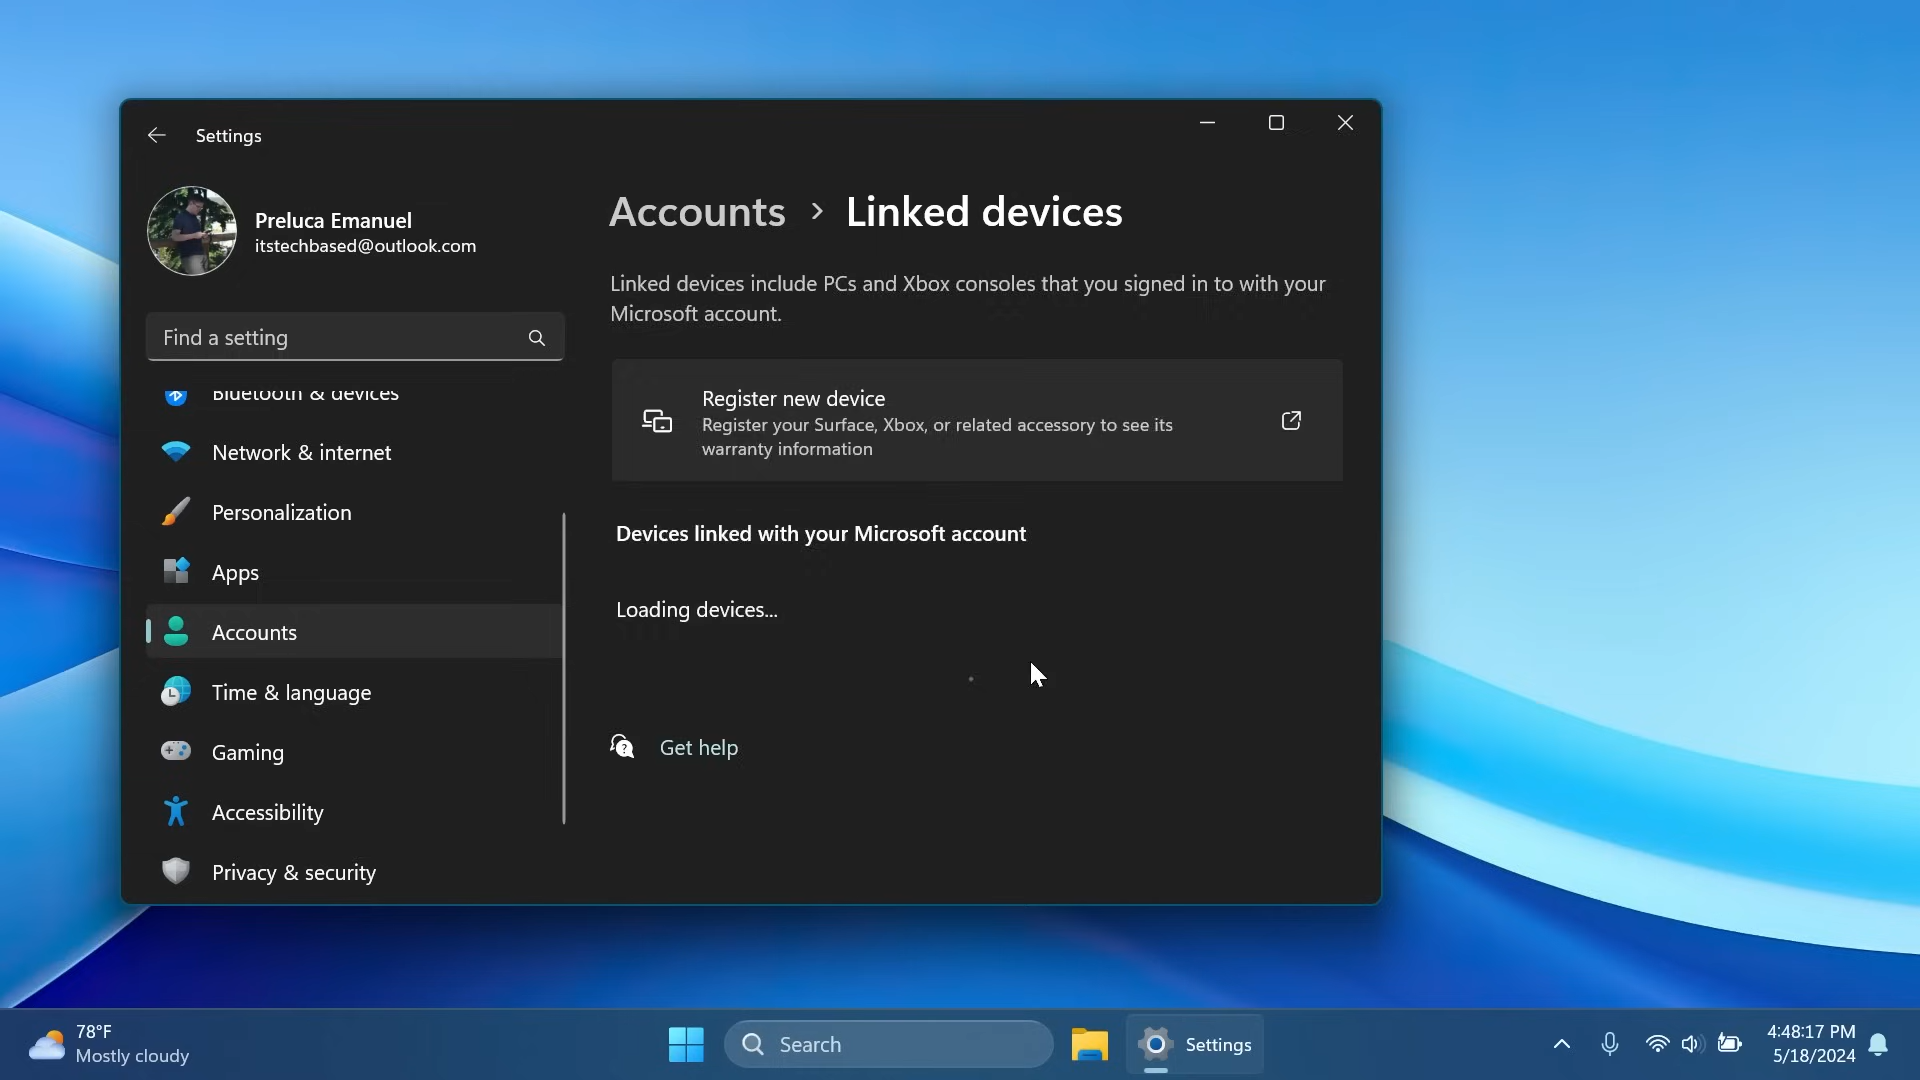 Settings
Preluca Emanuel
itstechbased@outlook.com
Find a setting
Bluetooth & devices
Network & internet
Personalization
Apps
Accounts
Time & language
Gaming
Accessibility
Privacy & security
Accounts > Linked devices
Linked devices include PCs and Xbox consoles that you signed in to with your
Microsoft account.
Register new device
Register your Surface, Xbox, or related accessory to see its
warranty information
Devices linked with your Microsoft account
Loading devices...
Get help
78°F
Mostly cloudy
Search
Settings
4:48:17 PM
5/18/2024